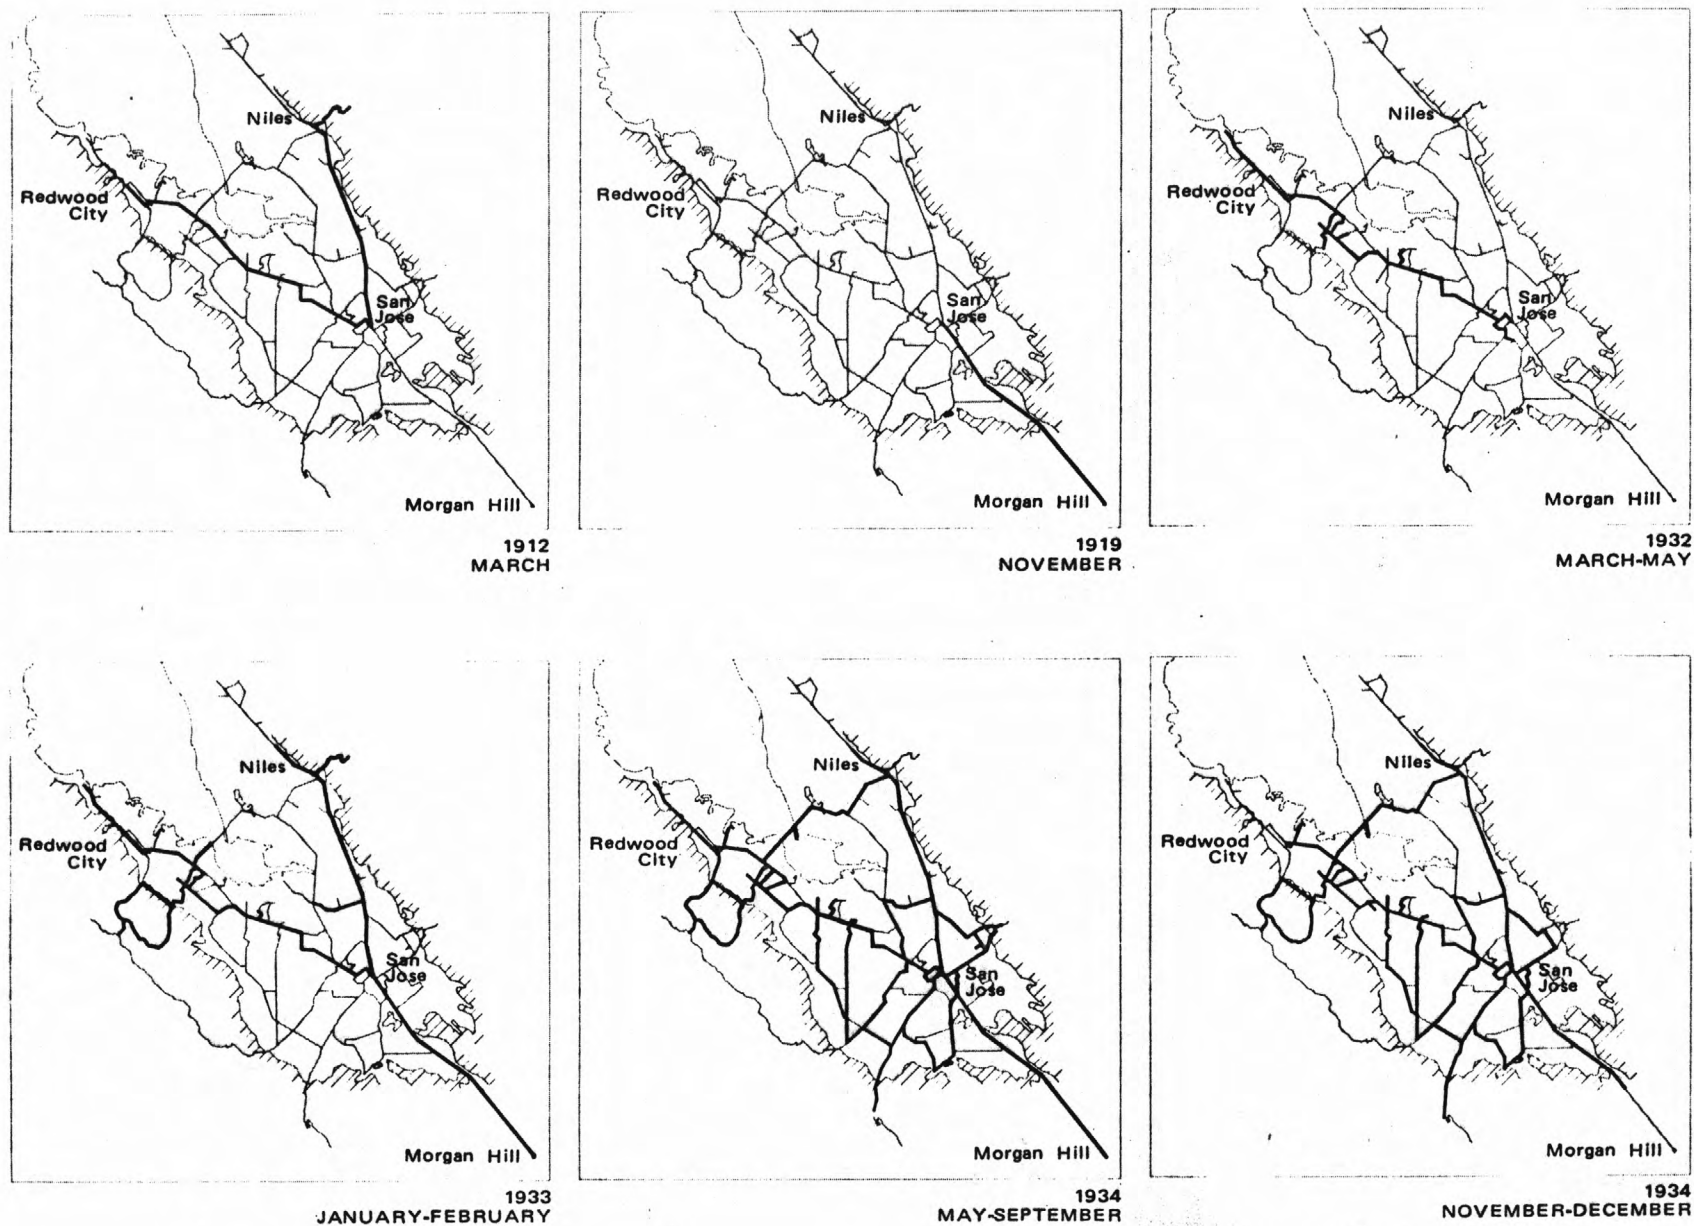 Niles
Redwood
City
San
Jose
Morgan Hill
1912
MARCH
Niles
Redwood
City
San
Jose
Morgan Hill
1919
NOVEMBER
Niles
Redwood
City
San
Jose
Morgan Hill
1932
MARCH-MAY
Niles
Redwood
City
San
Jose
Morgan Hill
1933
JANUARY-FEBRUARY
Niles
Redwood
City
San
Jose
Morgan Hill
1934
MAY-SEPTEMBER
Niles
Redwood
City
San
Jose
Morgan Hill
1934
NOVEMBER-DECEMBER